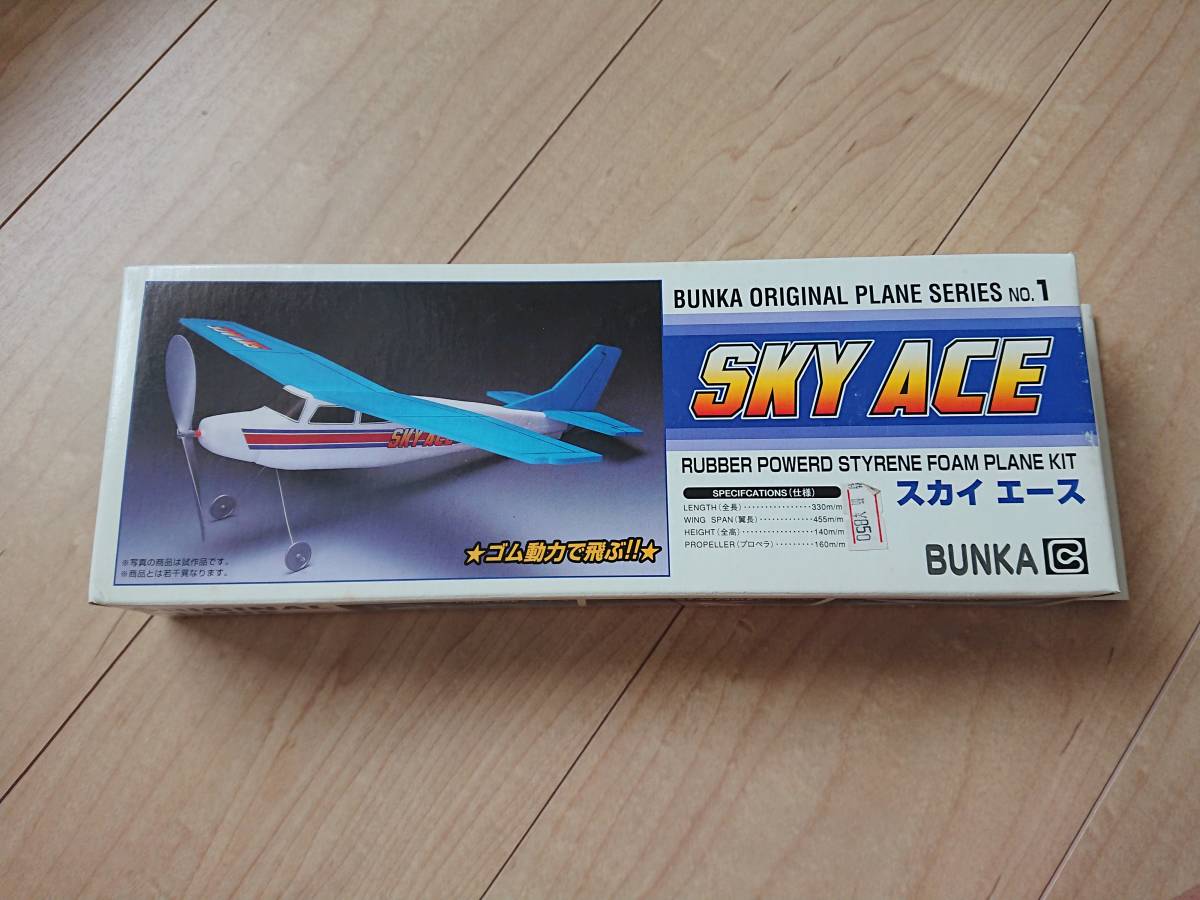 BUNKA ORIGINAL PLANE SERIES NO.1
SKY ACE
RUBBER POWERD STYRENE FOAM PLANE KIT
スカイ エース
SPECIFCATIONS(仕様)
LENGTH(全長)·················330m/m
WING SPAN(翼長)··············455m/m
HEIGHT(全高)·················140m/m
PROPELLER(プロペラ)··········160m/m
¥850
BUNKA
SKY ACE
★ゴム動力で飛ぶ!!★
※写真の商品は試作品です。
※商品とは若干異なります。
ORIGINAL